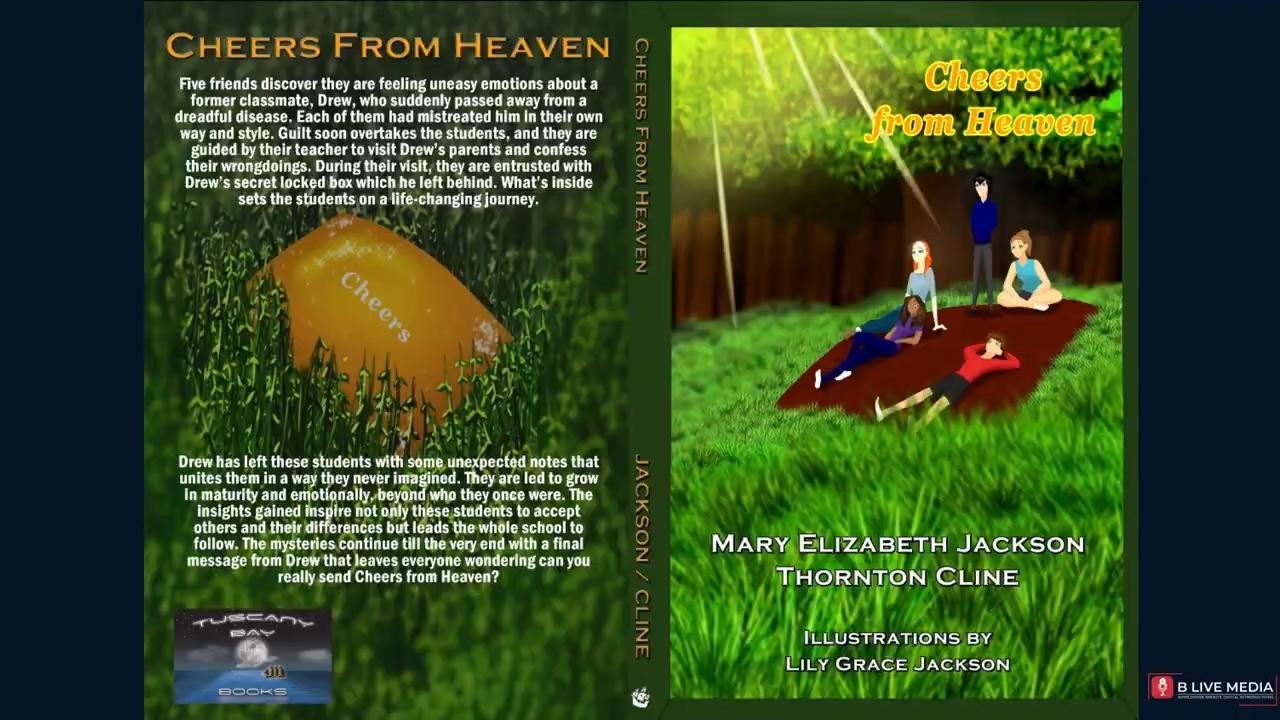 Cheers From Heaven
Five friends discover they are feeling uneasy emotions about a
former classmate, Drew, who suddenly passed away from a
dreadful disease. Each of them had mistreated him in their own
way and style. Guilt soon overtakes the students, and they are
guided by their teacher to visit Drew's parents and confess
their wrongdoings. During their visit, they are entrusted with
Drew's secret locked box which he left behind. What's inside
sets the students on a life-changing journey.
Cheers
Drew has left these students with some unexpected notes that
unites them in a way they never imagined. They are led to grow
in maturity and emotionally, beyond who they once were. The
insights gained inspire not only these students to accept
others and their differences but leads the whole school to
follow. The mysteries continue till the very end with a final
message from Drew that leaves everyone wondering can you
really send Cheers from Heaven?
TUSCANY
BAY
BOOKS
Cheers From Heaven
Jackson / Cline
Cheers
from Heaven
Mary Elizabeth Jackson
Thornton Cline
Illustrations by
Lily Grace Jackson
B LIVE MEDIA